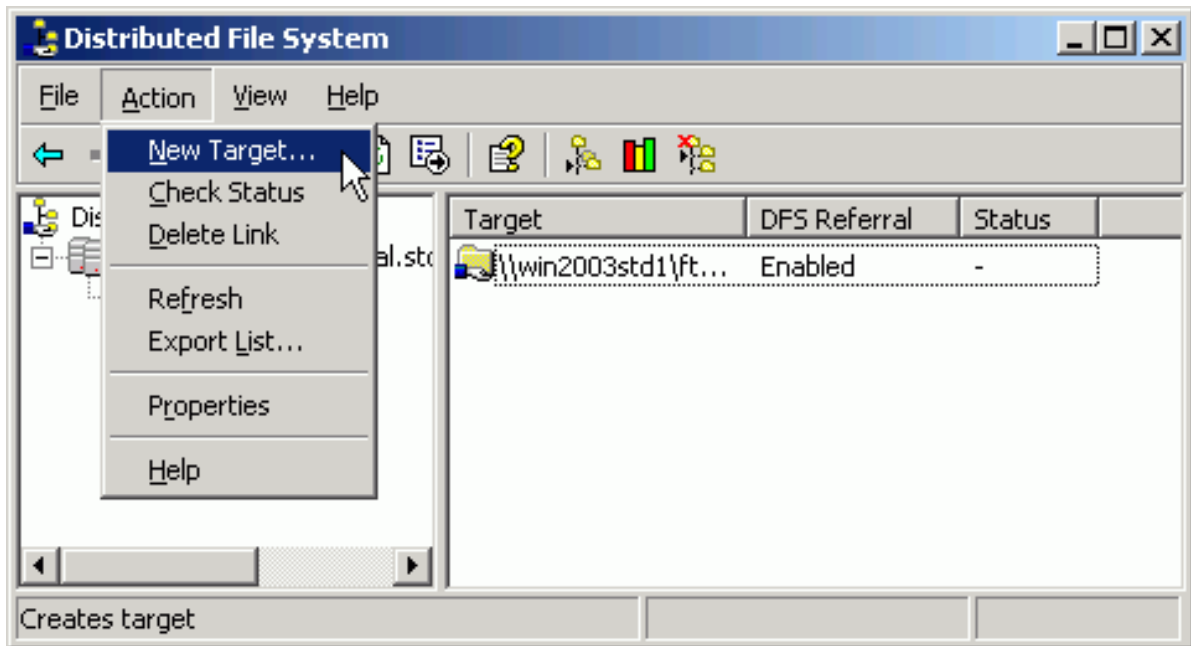 Distributed File System
File Action View Help
New Target...
Check Status
Delete Link
Refresh
Export List...
Properties
Help
Target DFS Referral Status
\\win2003std1\ft... Enabled -
Creates target